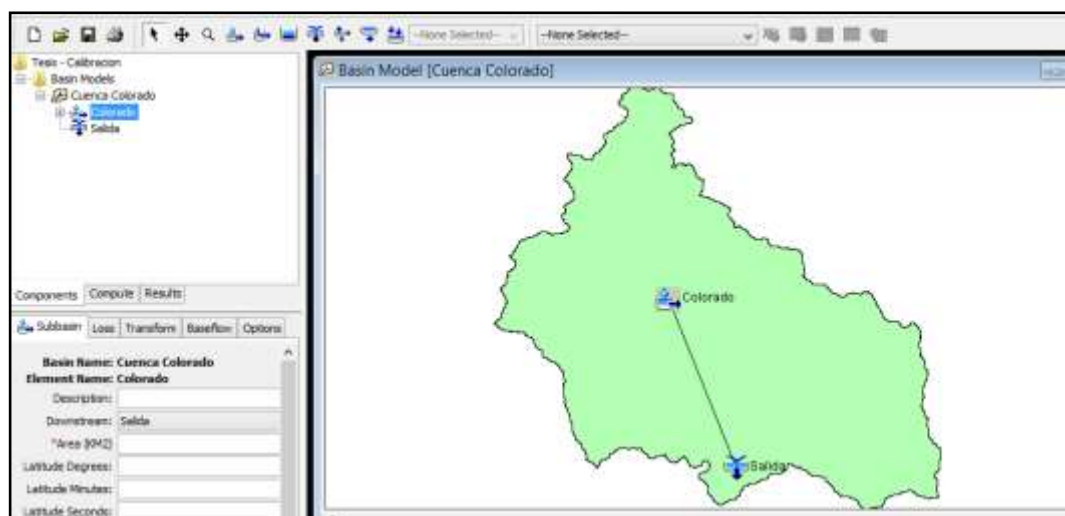 --None Selected--
--None Selected--
Tesis - Calibracion
Basin Models
Cuenca Colorado
Colorado
Salida
Components Compute Results
Subbasin Loss Transform Baseflow Options
Basin Name: Cuenca Colorado
Element Name: Colorado
Description:
Downstream: Salida
*Area (KM2)
Latitude Degrees:
Latitude Minutes:
Latitude Seconds:
Basin Model [Cuenca Colorado]
Colorado
Salida